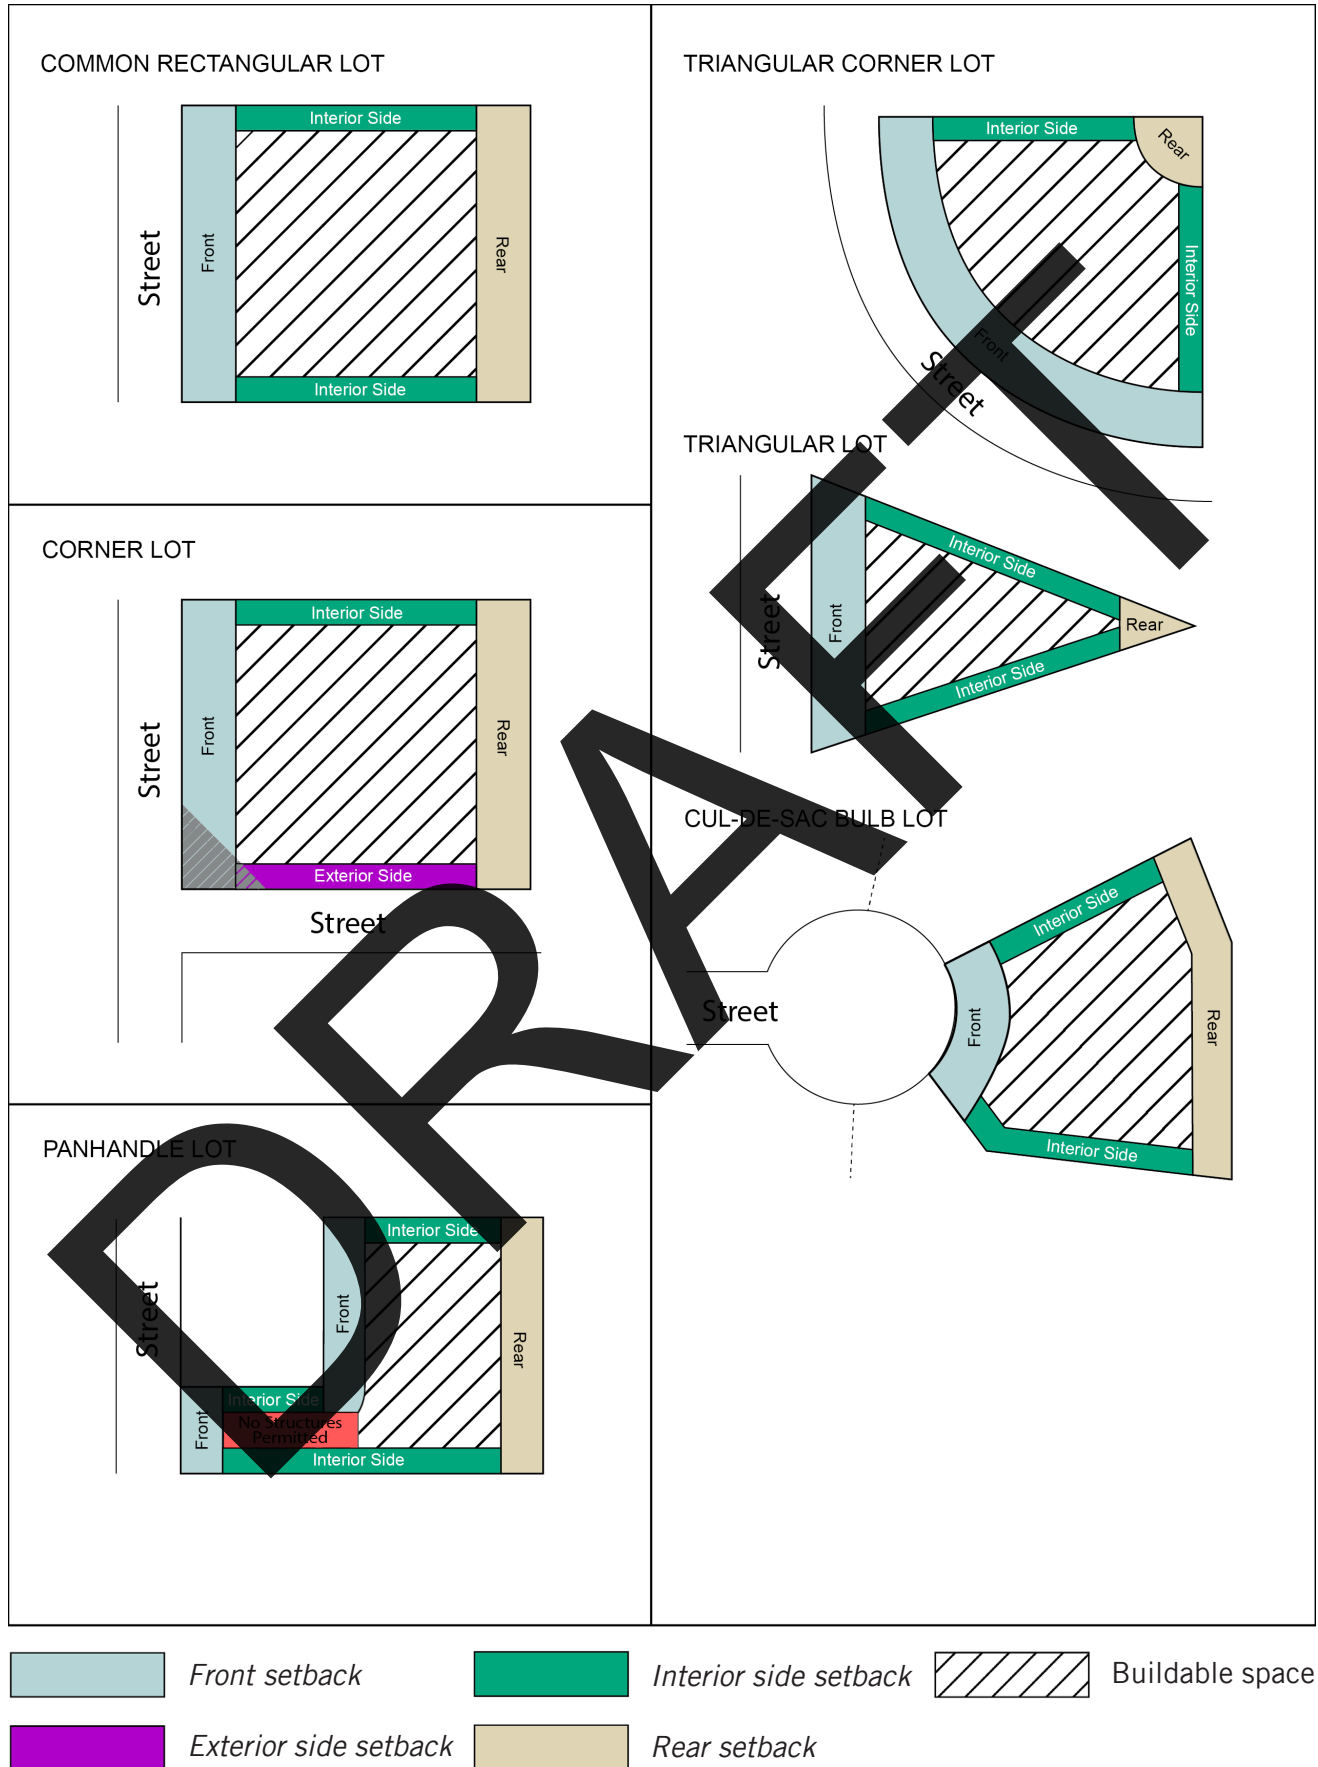 COMMON RECTANGULAR LOT
Interior Side
Street
Front
Rear
Interior Side
CORNER LOT
Interior Side
Street
Front
Rear
Exterior Side
Street
PANHANDLE LOT
Interior Side
Street
Front
Rear
Interior Side
Front
No Structures
Permitted
Interior Side
TRIANGULAR CORNER LOT
Interior Side
Rear
Interior Side
Front
Street
TRIANGULAR LOT
Interior Side
Street
Front
Rear
Interior Side
CUL-DE-SAC BULB LOT
Interior Side
Street
Front
Rear
Interior Side
DRAFT
Front setback
Interior side setback
Buildable space
Exterior side setback
Rear setback